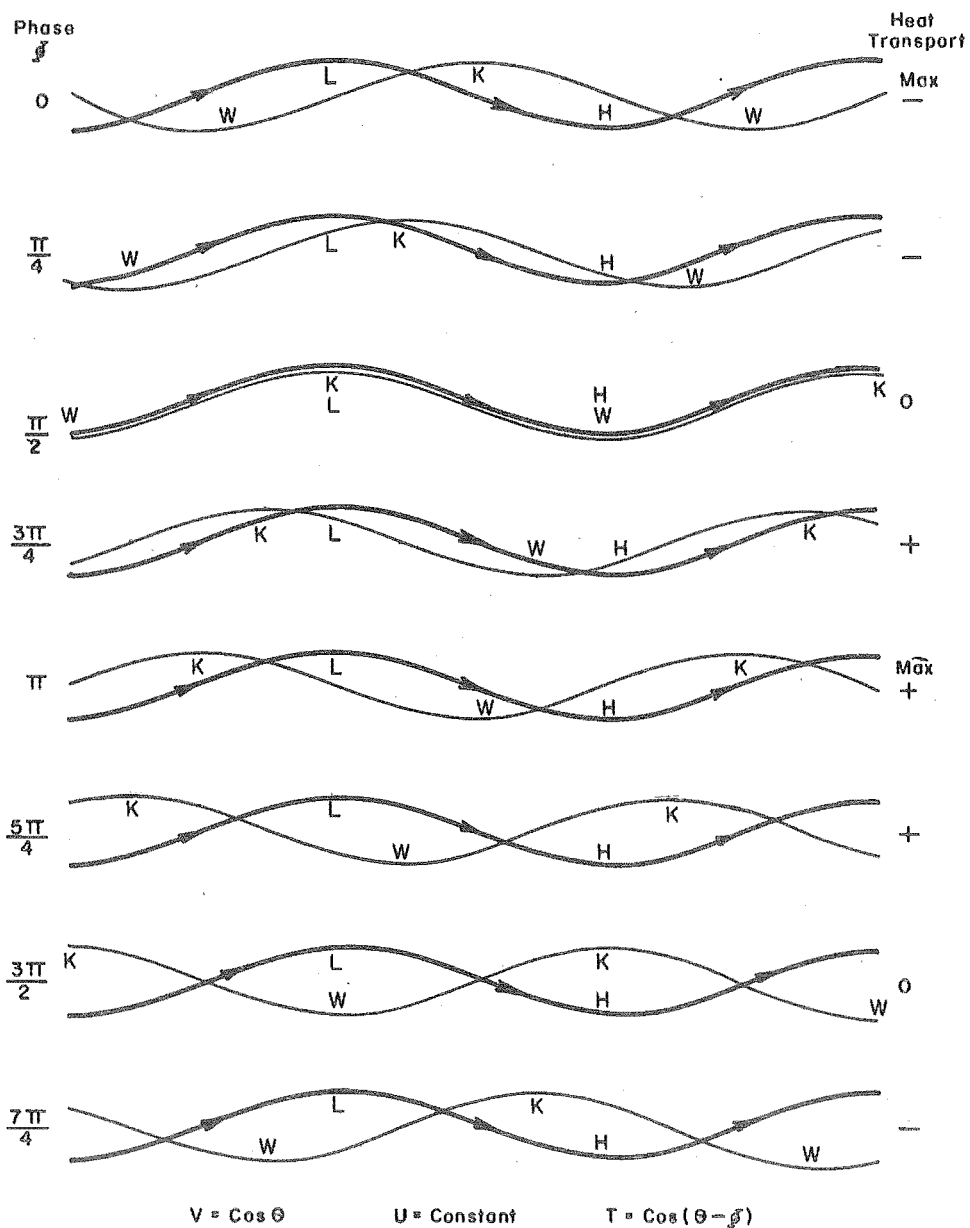 Phase Heat Transport
∮
L K Max
0 W H W −
π/4 W L K H W −
K H
W L W K 0
π/2
3π/4 K L W H K +
π K L K Max
W H +
5π/4 K L K +
W H
3π/2 K L K 0
W H W
7π/4 L K −
W H W
V = Cos θ U = Constant T = Cos (θ − ∮)